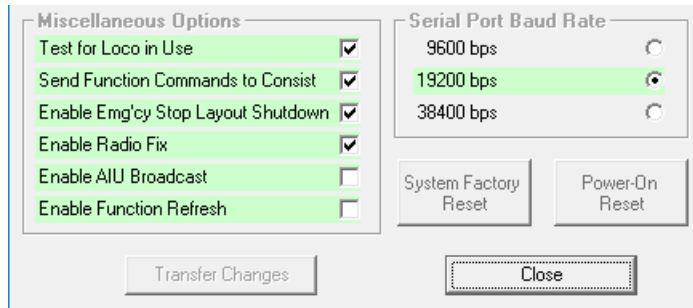 Miscellaneous Options
Test for Loco in Use
Send Function Commands to Consist
Enable Emg'cy Stop Layout Shutdown
Enable Radio Fix
Enable AIU Broadcast
Enable Function Refresh
Serial Port Baud Rate
9600 bps
19200 bps
38400 bps
System Factory
Reset
Power-On
Reset
Transfer Changes
Close